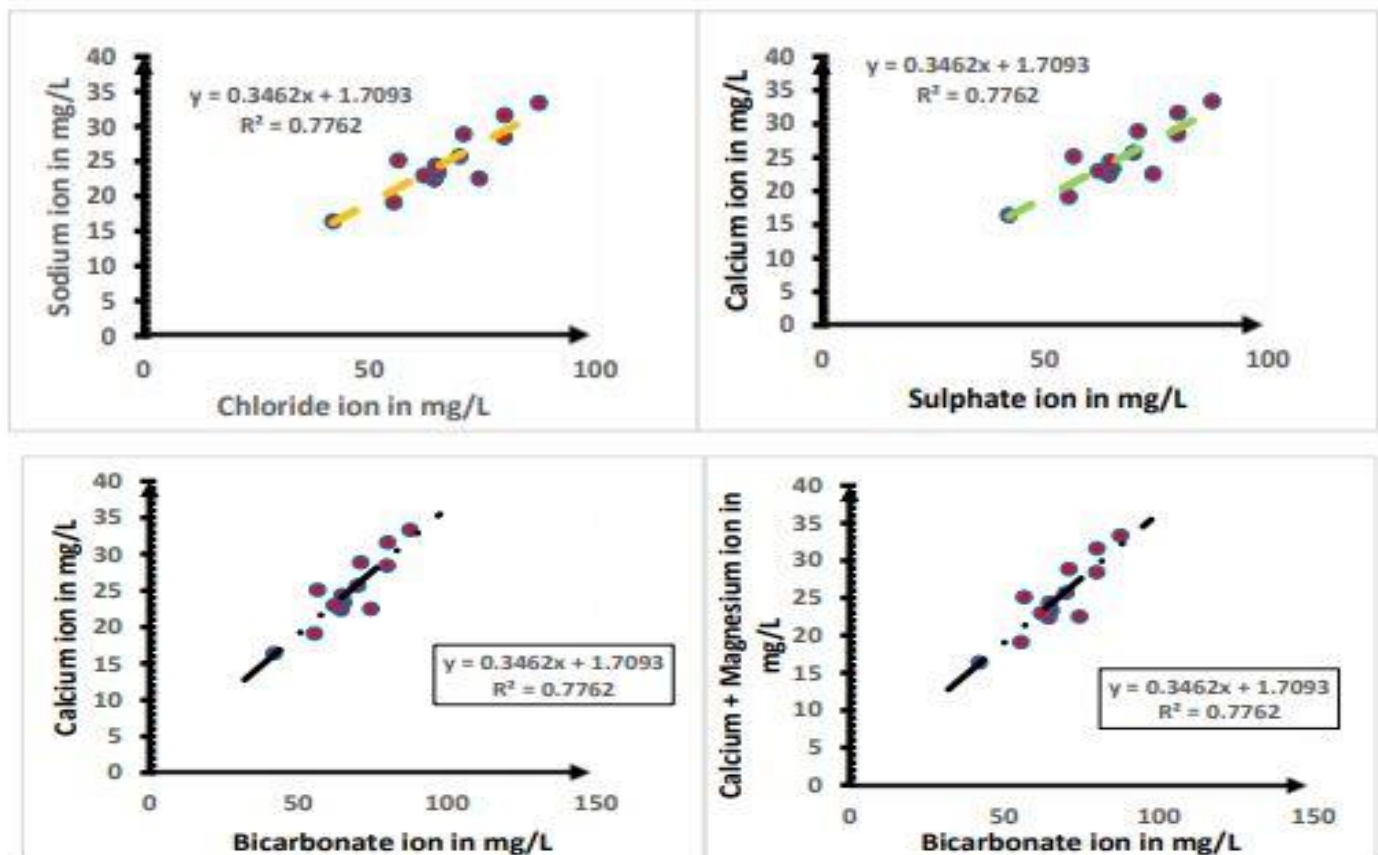 40
35
30
25
20
15
10
5
0
Sodium ion in mg/L
y = 0.3462x + 1.7093
R² = 0.7762
0 50 100
Chloride ion in mg/L
40
35
30
25
20
15
10
5
0
Calcium ion in mg/L
y = 0.3462x + 1.7093
R² = 0.7762
0 50 100
Sulphate ion in mg/L
40
35
30
25
20
15
10
5
0
Calcium ion in mg/L
y = 0.3462x + 1.7093
R² = 0.7762
0 50 100 150
Bicarbonate ion in mg/L
40
35
30
25
20
15
10
5
0
Calcium + Magnesium ion in
mg/L
y = 0.3462x + 1.7093
R² = 0.7762
0 50 100 150
Bicarbonate ion in mg/L